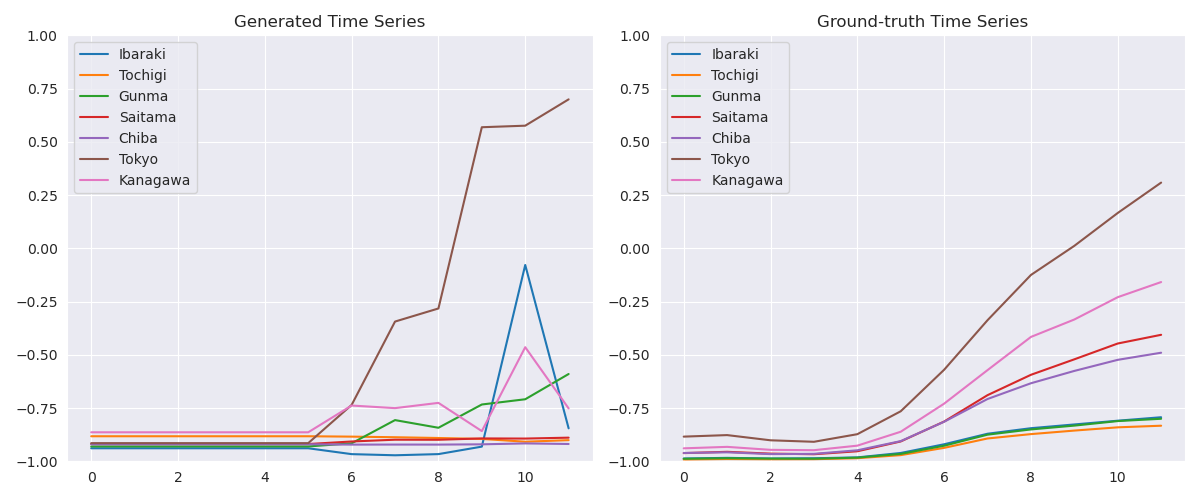 Generated Time Series
1.00
0.75
0.50
0.25
0.00
−0.25
−0.50
−0.75
−1.00
0 2 4 6 8 10
Ibaraki
Tochigi
Gunma
Saitama
Chiba
Tokyo
Kanagawa
Ground-truth Time Series
1.00
0.75
0.50
0.25
0.00
−0.25
−0.50
−0.75
−1.00
0 2 4 6 8 10
Ibaraki
Tochigi
Gunma
Saitama
Chiba
Tokyo
Kanagawa